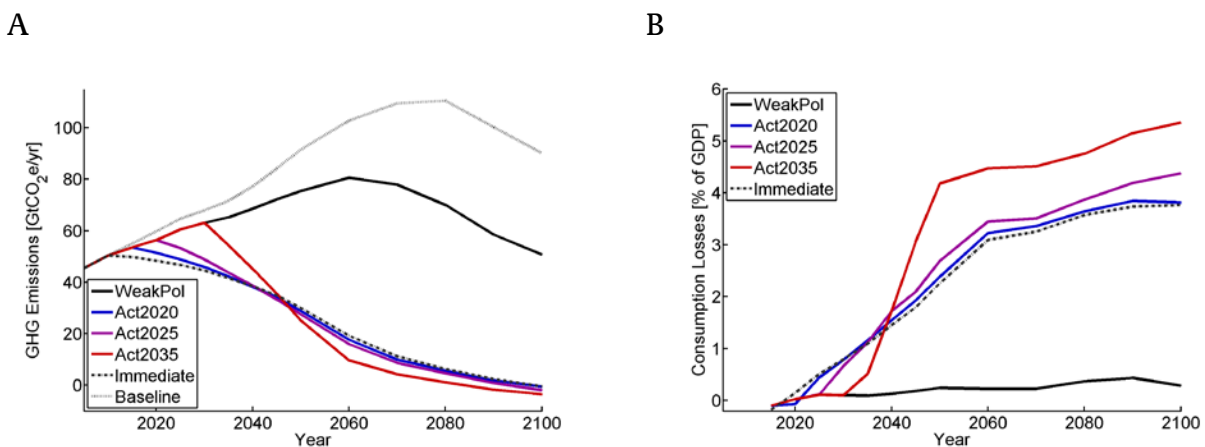 A
GHG Emissions [GtCO₂e/yr]
100
80
60
40
20
0
WeakPol
Act2020
Act2025
Act2035
Immediate
Baseline
2020
2040
2060
2080
2100
Year
B
Consumption Losses [% of GDP]
6
5
4
3
2
1
0
WeakPol
Act2020
Act2025
Act2035
Immediate
2020
2040
2060
2080
2100
Year